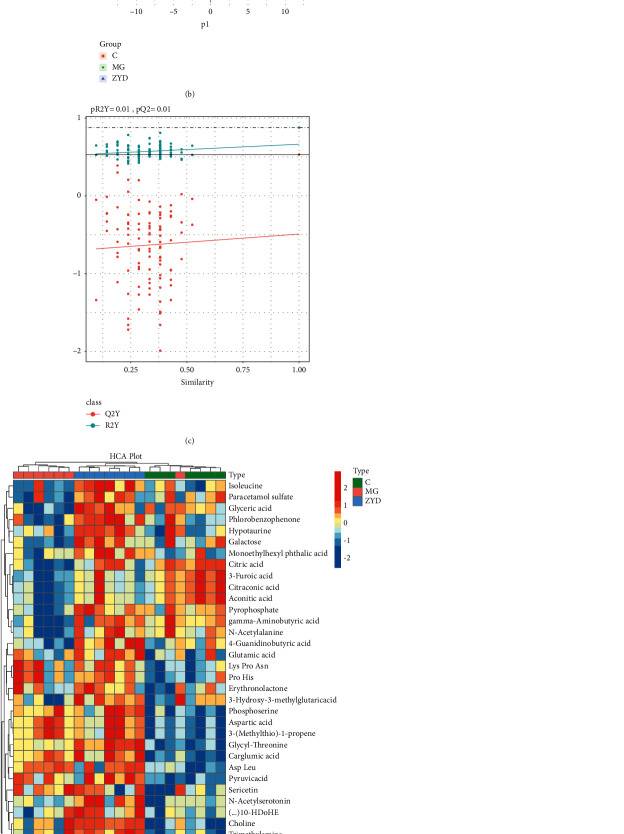 −10 −5 0 5 10
p1
Group
C
MG
ZYD
(b)
pR2Y= 0.01 , pQ2= 0.01
1
0
−1
−2
0.25 0.50 0.75 1.00
Similarity
class
Q2Y
R2Y
(c)
HCA Plot
Type
Isoleucine
Paracetamol sulfate
Glyceric acid
Phlorobenzophenone
Hypotaurine
Galactose
Monoethylhexyl phthalic acid
Citric acid
3-Furoic acid
Citraconic acid
Aconitic acid
Pyrophosphate
gamma-Aminobutyric acid
N-Acetylalanine
4-Guanidinobutyric acid
Glutamic acid
Lys Pro Asn
Pro His
Erythronolactone
3-Hydrosy-3-methylglutaricacid
Phosphoserine
Aspartic acid
3-(Methylthio)-1-propene
Glycyl-Threonine
Carglumic acid
Asp Leu
Pyruvicacid
Sericetin
N-Acetylserotonin
(...)10-HDoHE
Choline
Trimethylamine
2
1
0
-1
-2
Type
C
MG
ZYD